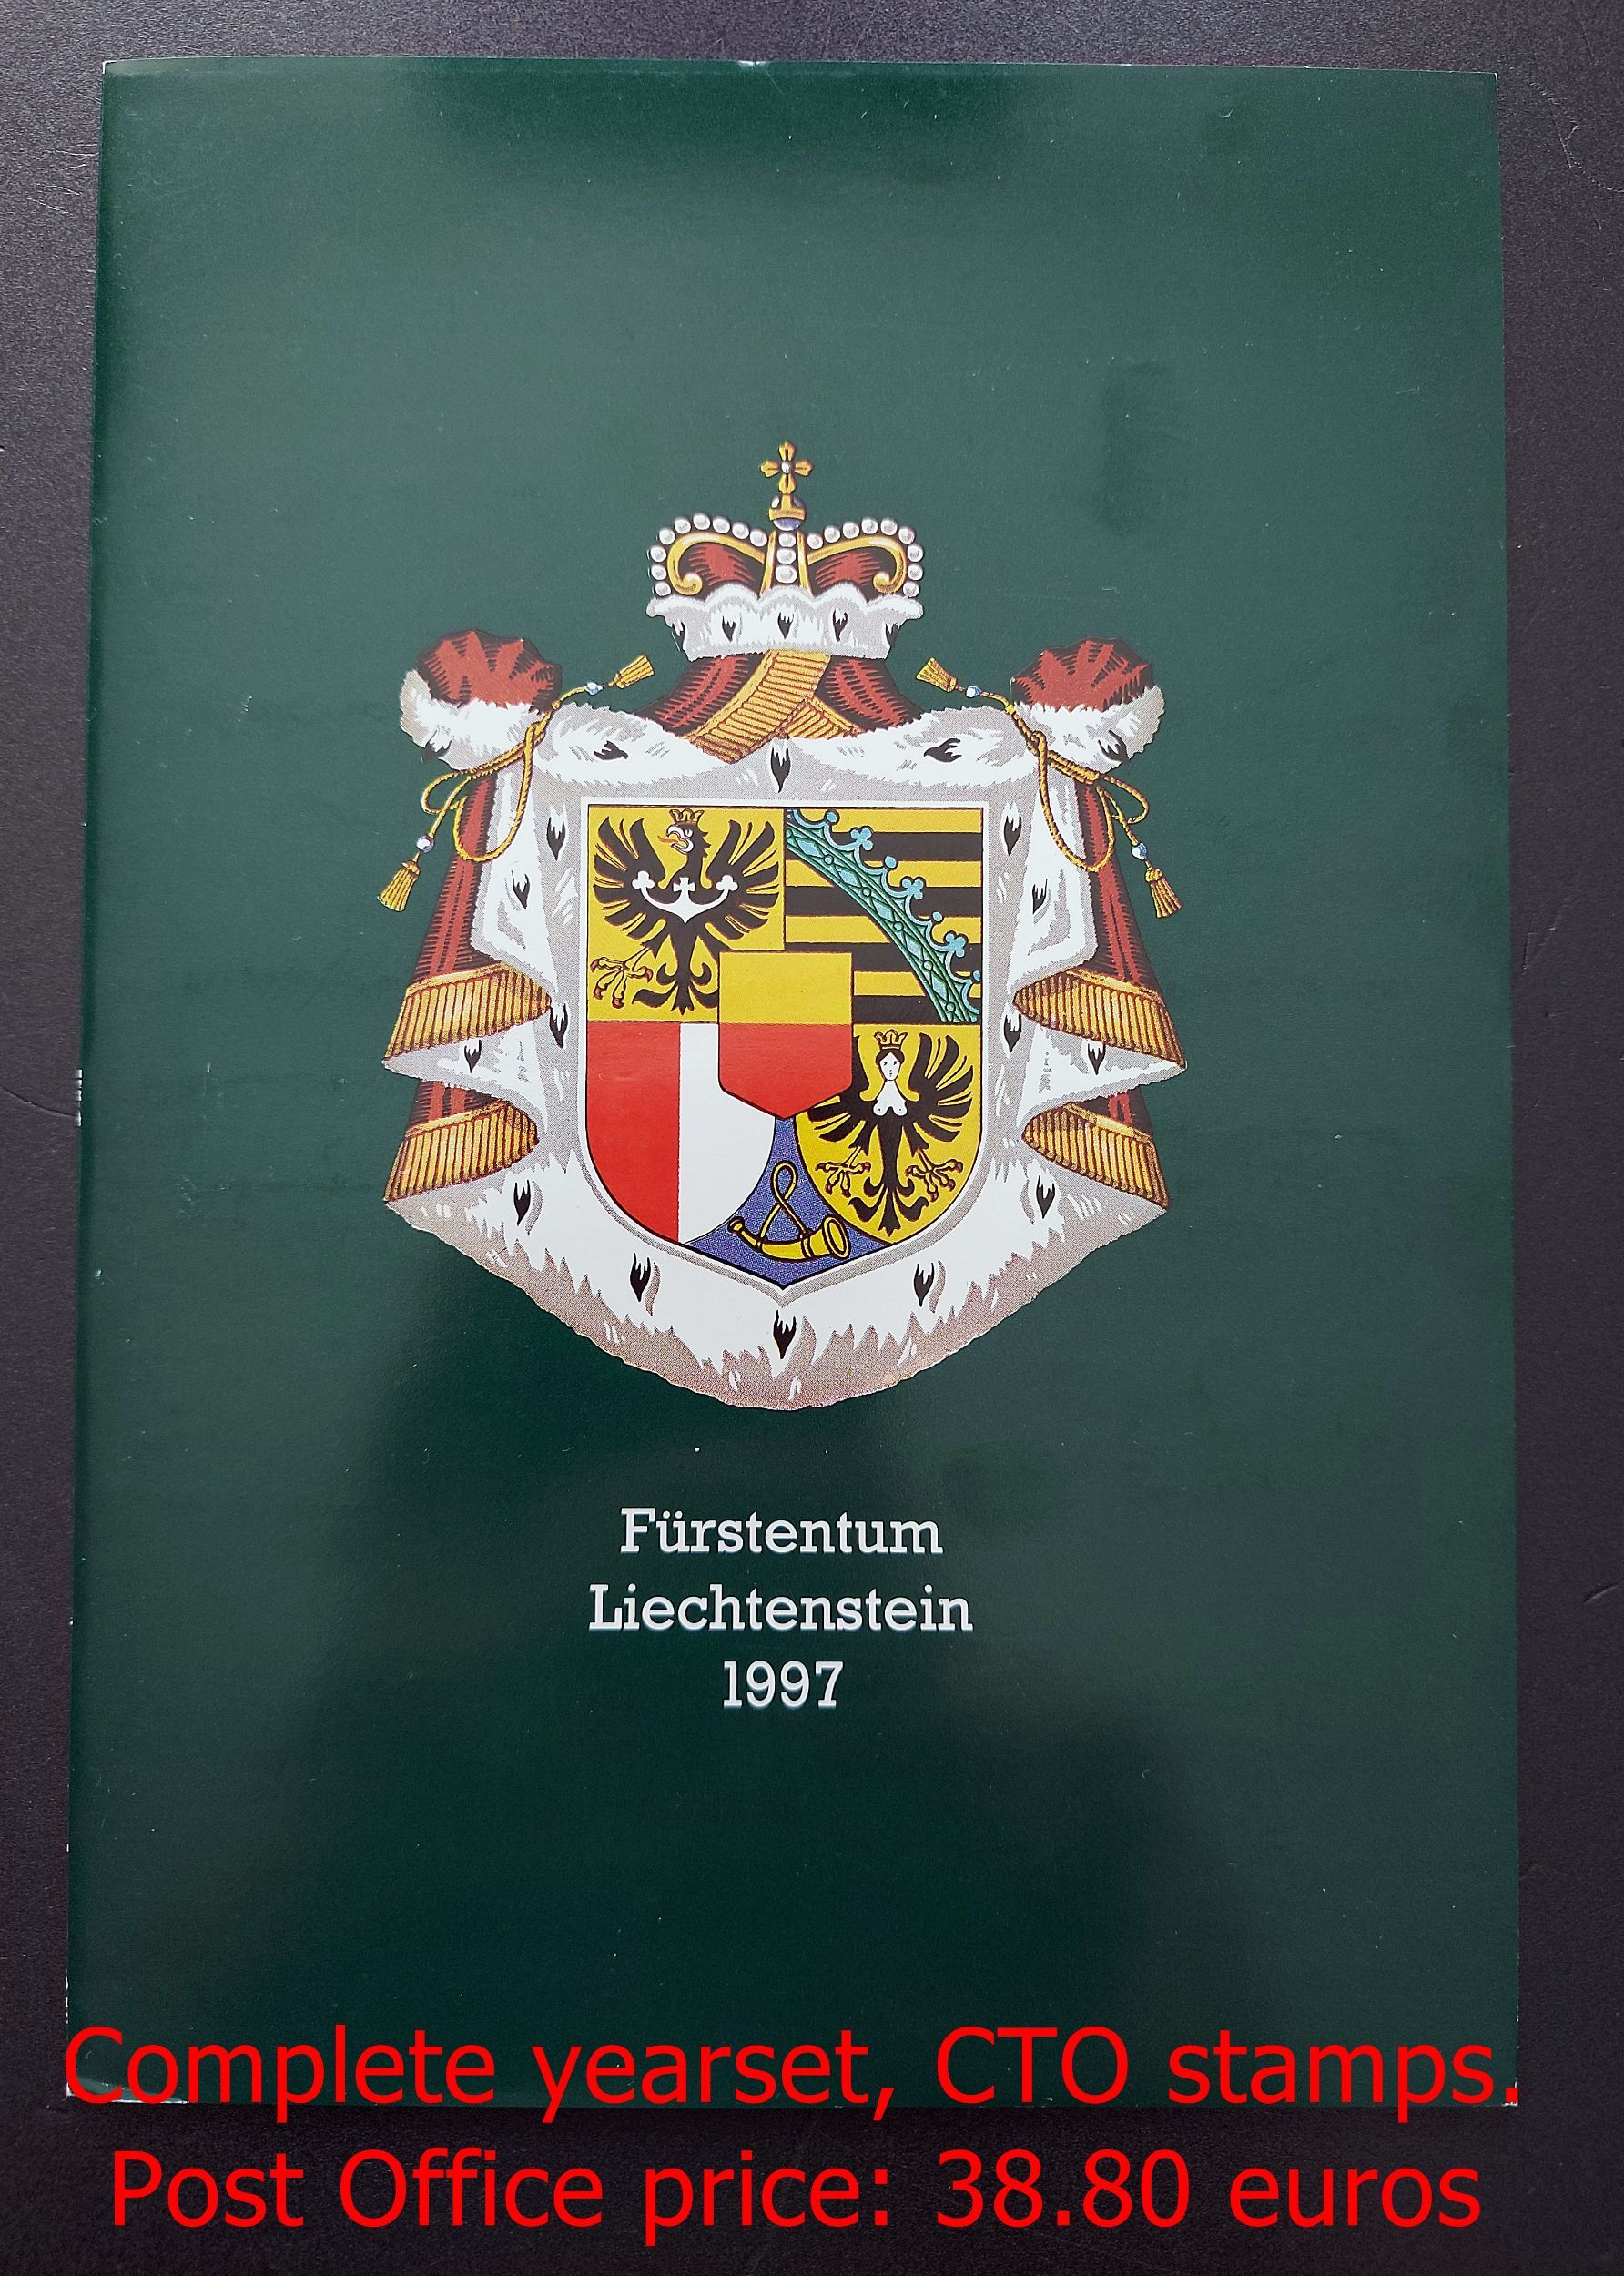 Fürstentum
Liechtenstein
1997
Complete yearset, CTO stamps.
Post Office price: 38.80 euros